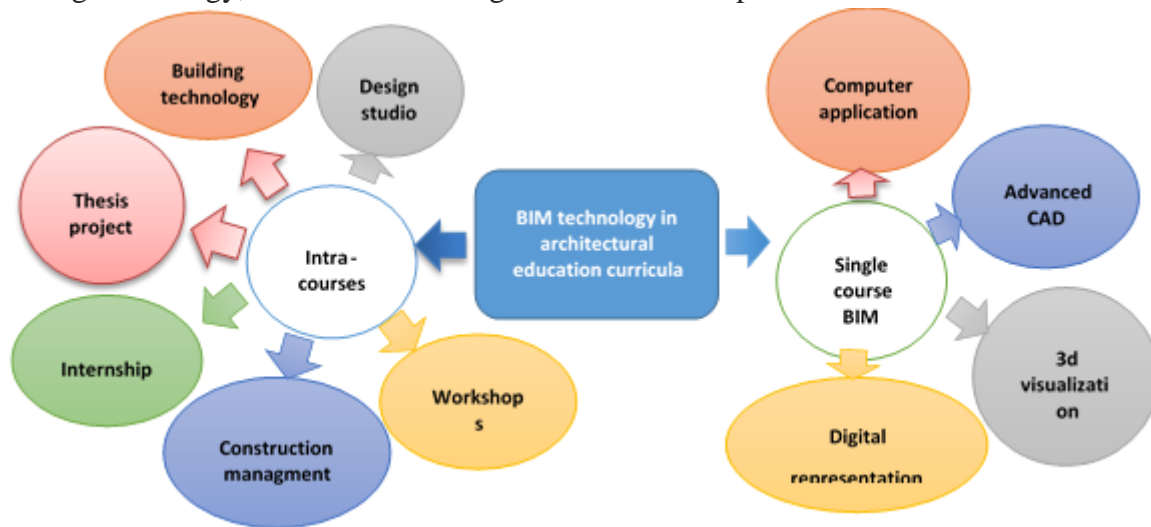 Building
technology
Design
studio
Thesis
project
Intra-
courses
Internship
Construction
managment
Workshop
s
BIM technology in
architectural
education curricula
Computer
application
Advanced
CAD
Single
course
BIM
3d
visualizati
on
Digital
representation